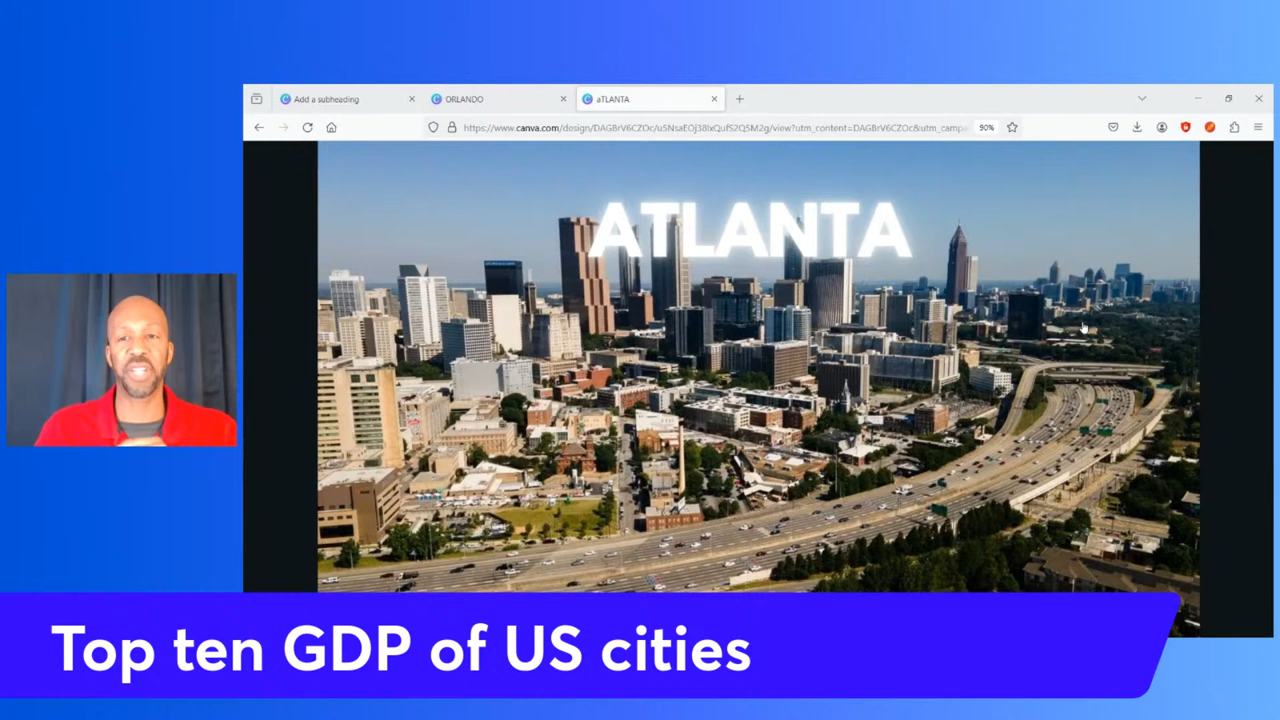 Add a subheading
ORLANDO
aTLANTA
90%
ATLANTA
Top ten GDP of US cities